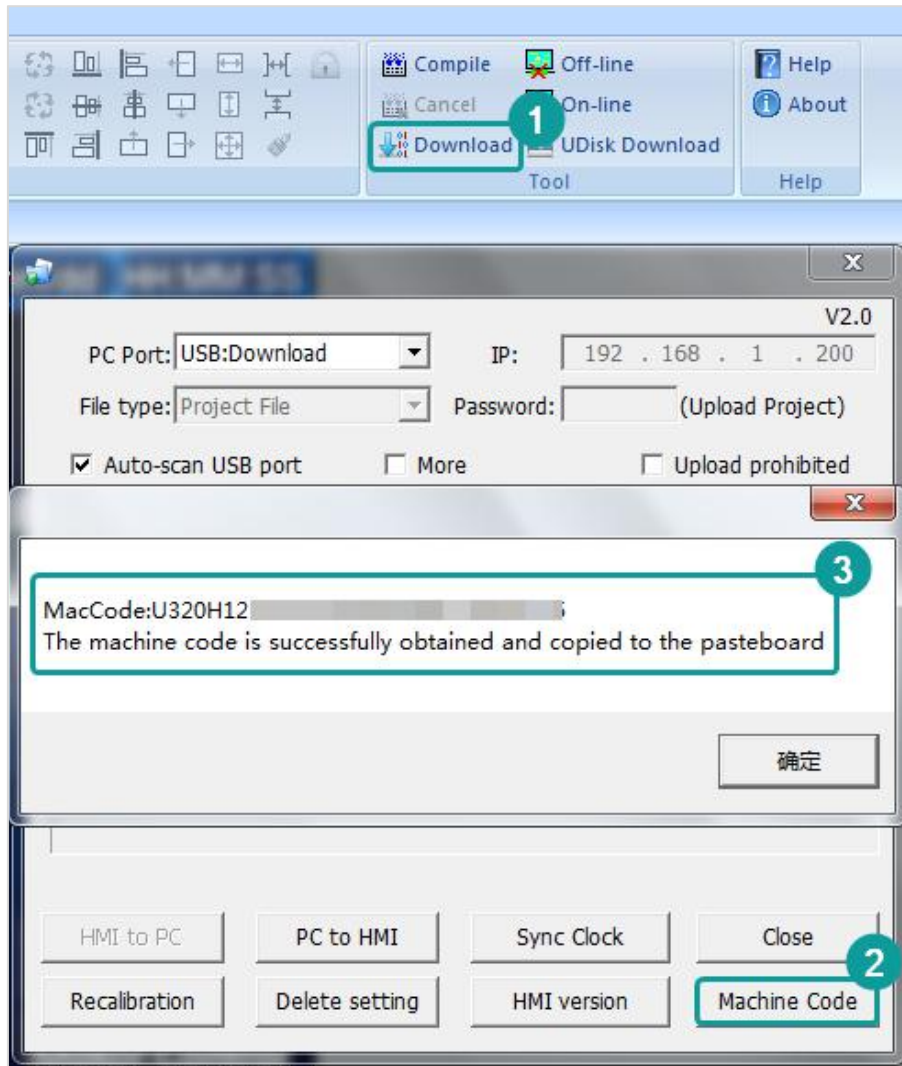 Compile Off-line Help
Cancel On-line About
1
Download UDisk Download
Tool Help
V2.0
PC Port: USB:Download IP: 192 . 168 . 1 . 200
File type: Project File Password: (Upload Project)
Auto-scan USB port More Upload prohibited
3
MacCode:U320H12
The machine code is successfully obtained and copied to the pasteboard
确定
HMI to PC PC to HMI Sync Clock Close
2
Recalibration Delete setting HMI version Machine Code